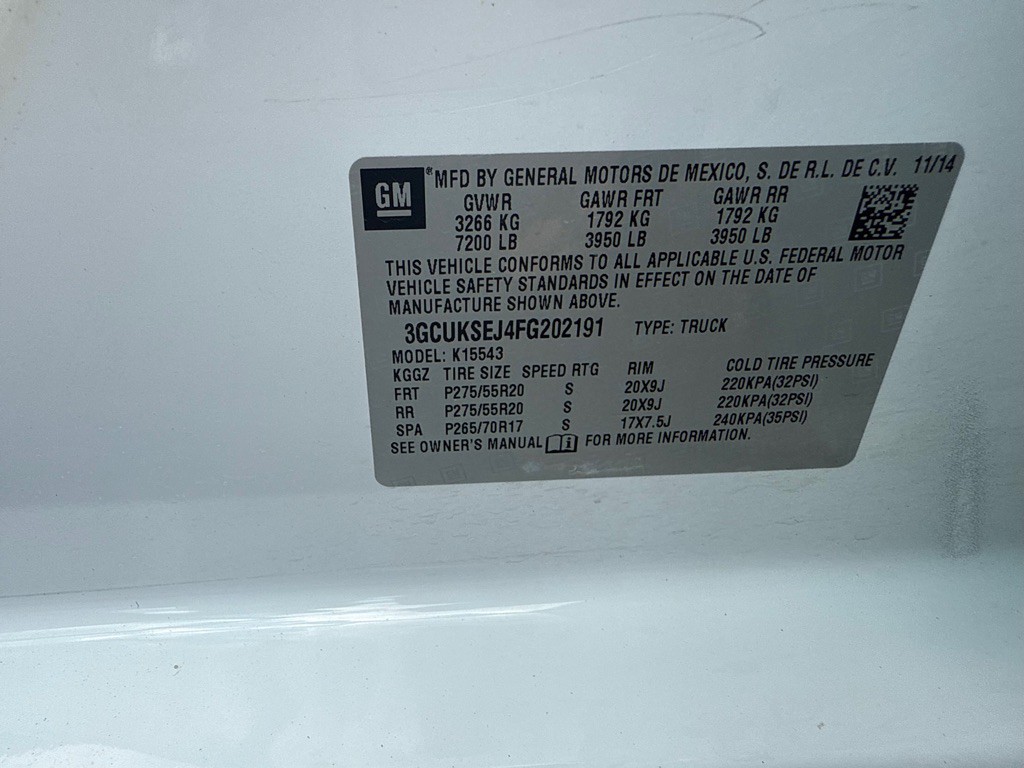 GM ® MFD BY GENERAL MOTORS DE MEXICO, S. DE R.L. DE C.V. 11/14
GVWR GAWR FRT GAWR RR
3266 KG 1792 KG 1792 KG
7200 LB 3950 LB 3950 LB
THIS VEHICLE CONFORMS TO ALL APPLICABLE U.S. FEDERAL MOTOR
VEHICLE SAFETY STANDARDS IN EFFECT ON THE DATE OF
MANUFACTURE SHOWN ABOVE.
3GCUKSEJ4FG202191 TYPE: TRUCK
MODEL: K15543
KGGZ TIRE SIZE SPEED RTG RIM COLD TIRE PRESSURE
FRT P275/55R20 S 20X9J 220KPA(32PSI)
RR P275/55R20 S 20X9J 220KPA(32PSI)
SPA P265/70R17 S 17X7.5J 240KPA(35PSI)
SEE OWNER'S MANUAL FOR MORE INFORMATION.